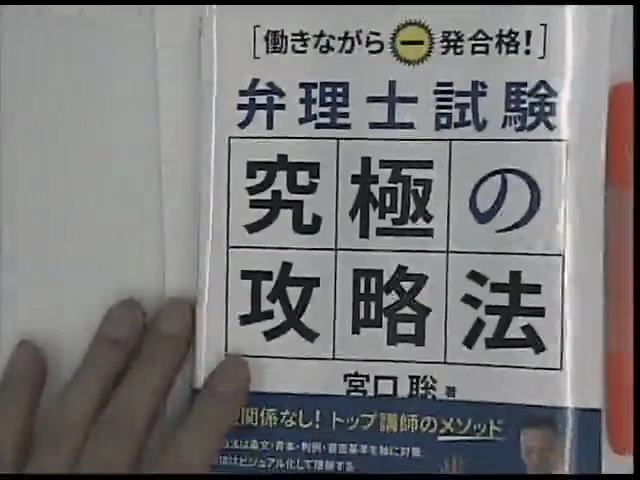 [働きながら一発合格！]
弁理士試験
究極の
攻略法
宮口 聡 著
関係なし！トップ講師のメソッド